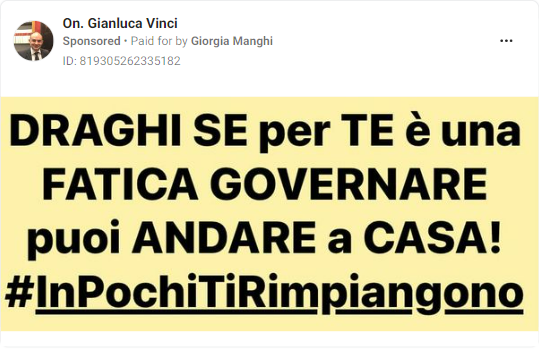 On. Gianluca Vinci
Sponsored • Paid for by Giorgia Manghi
ID: 819305262335182
DRAGHI SE per TE è una
FATICA GOVERNARE
puoi ANDARE a CASA!
#InPochiTiRimpiangono